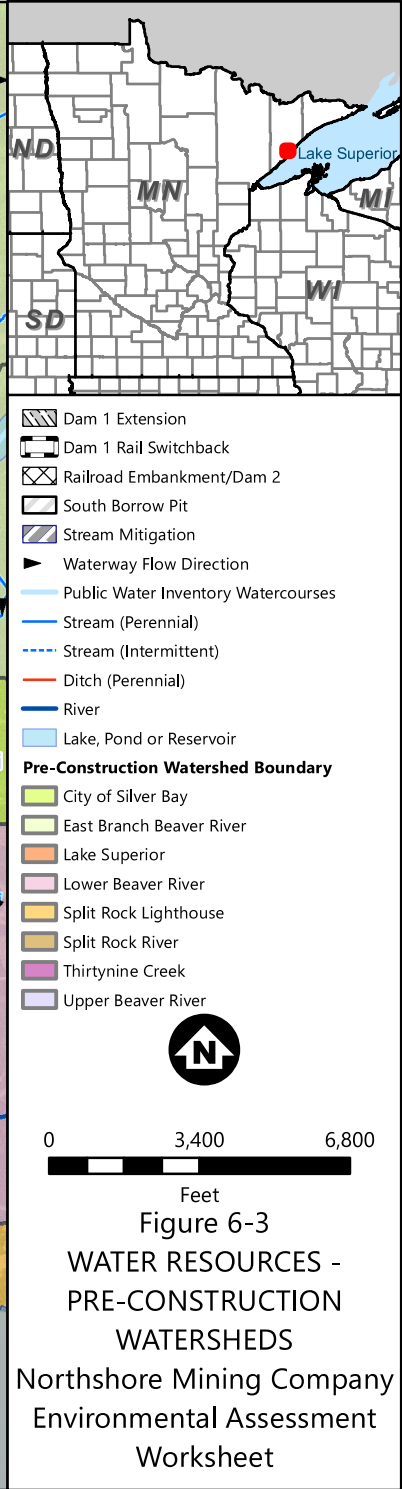 ND
MN
Lake Superior
MI
WI
SD
Dam 1 Extension
Dam 1 Rail Switchback
Railroad Embankment/Dam 2
South Borrow Pit
Stream Mitigation
Waterway Flow Direction
Public Water Inventory Watercourses
Stream (Perennial)
Stream (Intermittent)
Ditch (Perennial)
River
Lake, Pond or Reservoir
Pre-Construction Watershed Boundary
City of Silver Bay
East Branch Beaver River
Lake Superior
Lower Beaver River
Split Rock Lighthouse
Split Rock River
Thirtynine Creek
Upper Beaver River
N
0 3,400 6,800
Feet
Figure 6-3
WATER RESOURCES -
PRE-CONSTRUCTION
WATERSHEDS
Northshore Mining Company
Environmental Assessment
Worksheet